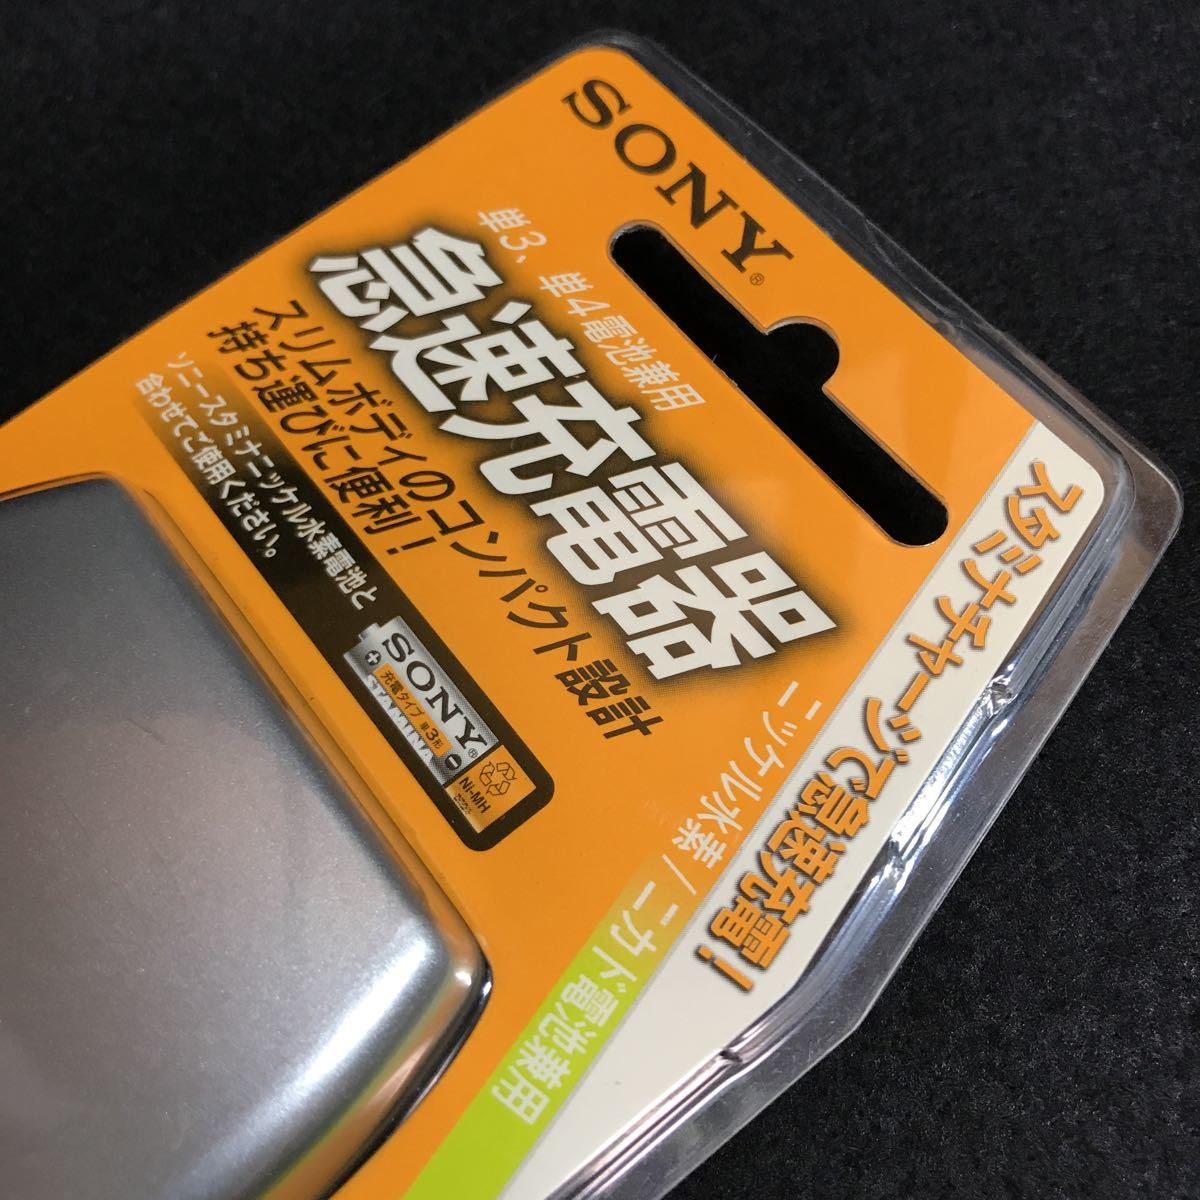 SONY®
単3、単4電池兼用
急速充電器
スリムボディのコンパクト設計
持ち運びに便利!
ソニースタミナニッケル水素電池と
合わせてご使用ください。
SONY®
充電タイプ 単3形
STAMINA
Ni-MH
ニッケル水素/ニカド電池兼用
スタミナチャージで急速充電!